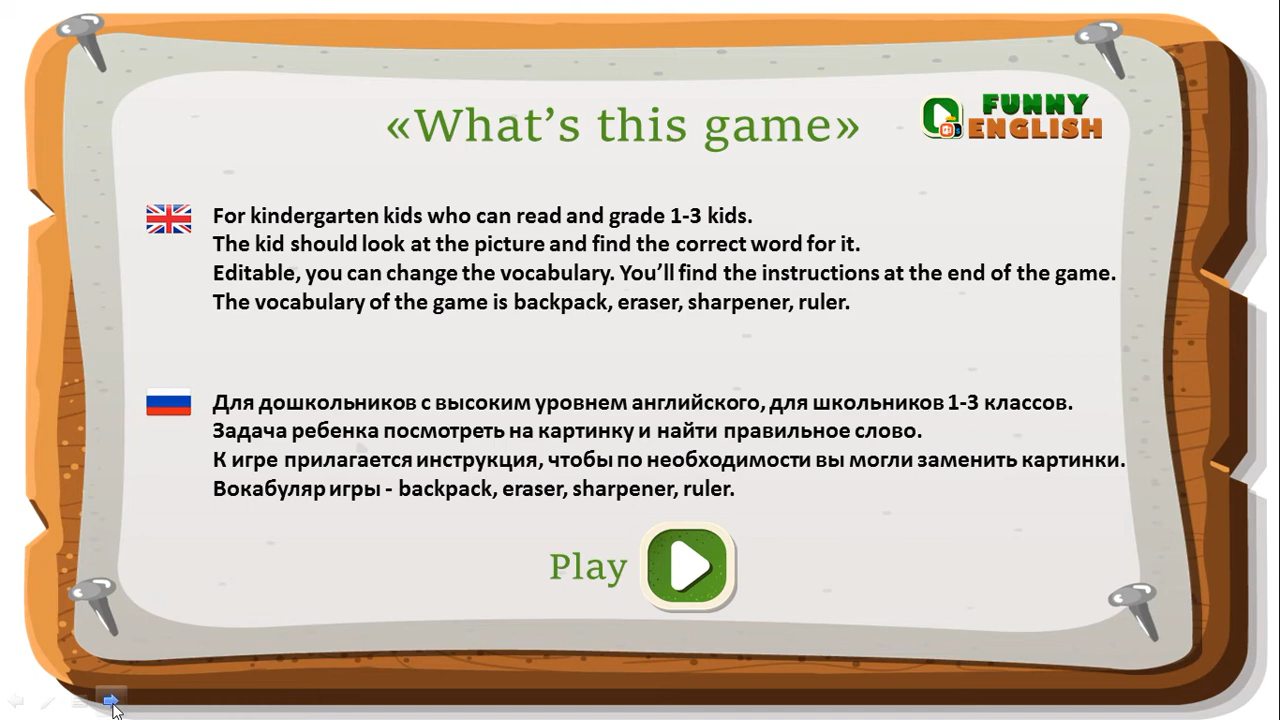 «What’s this game»
FUNNY
ENGLISH
For kindergarten kids who can read and grade 1-3 kids.
The kid should look at the picture and find the correct word for it.
Editable, you can change the vocabulary. You’ll find the instructions at the end of the game.
The vocabulary of the game is backpack, eraser, sharpener, ruler.
Для дошкольников с высоким уровнем английского, для школьников 1-3 классов.
Задача ребенка посмотреть на картинку и найти правильное слово.
К игре прилагается инструкция, чтобы по необходимости вы могли заменить картинки.
Вокабуляр игры - backpack, eraser, sharpener, ruler.
Play